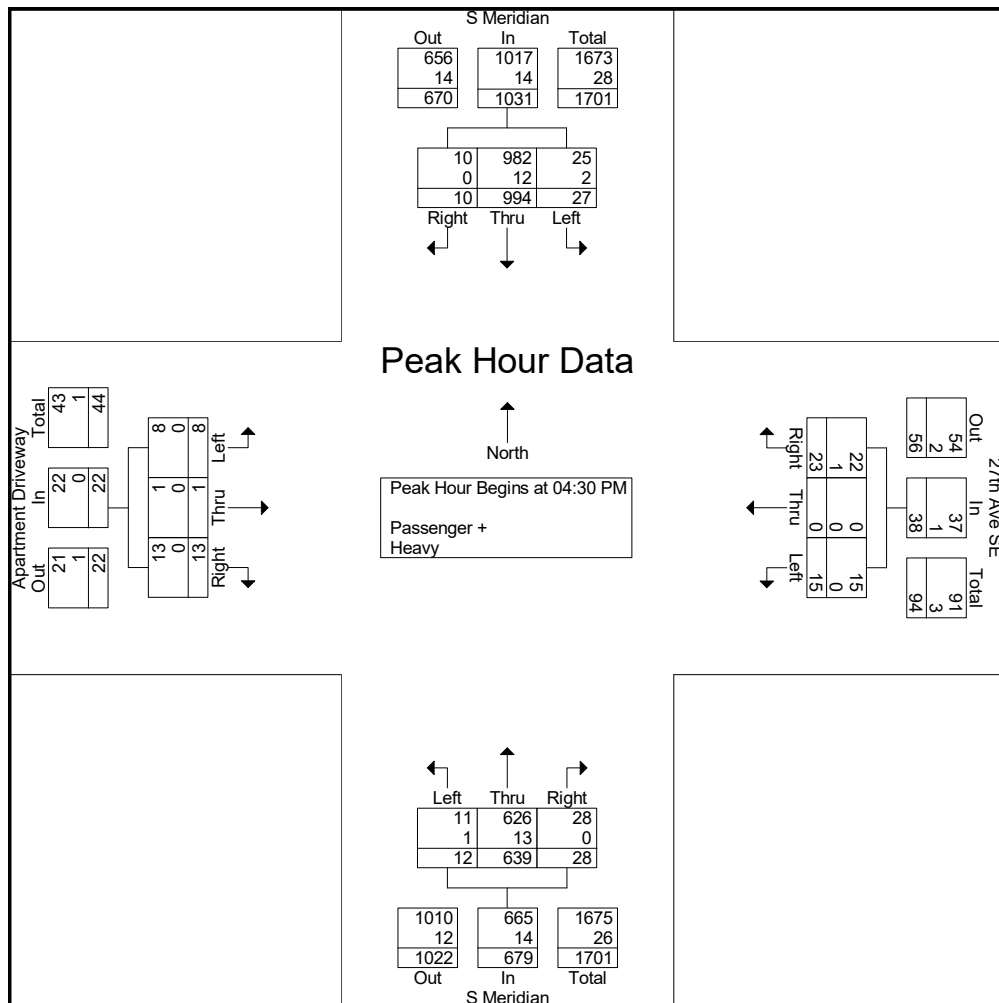 S Meridian
Out In Total
656 1017 1673
14 14 28
670 1031 1701
10 982 25
0 12 2
10 994 27
Right Thru Left
Peak Hour Data
North
Peak Hour Begins at 04:30 PM
Passenger +
Heavy
Apartment Driveway
Total In Out
43 22 21
1 0 1
44 22 22
8 1 13
0 0 0
8 1 13
Left Thru Right
27th Ave SE
Out In Total
54 37 91
2 1 3
56 38 94
22 0 15
1 0 0
23 0 15
Right Thru Left
Left Thru Right
11 626 28
1 13 0
12 639 28
1010 665 1675
12 14 26
1022 679 1701
Out In Total
S Meridian